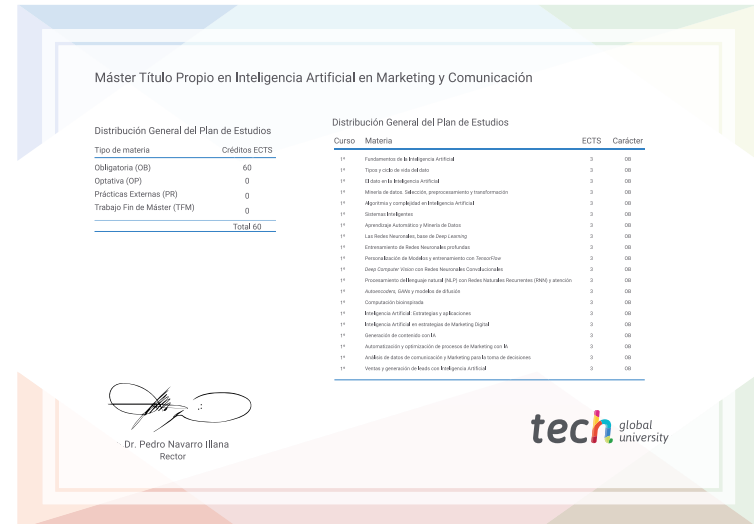 Máster Título Propio en Inteligencia Artificial en Marketing y Comunicación
Distribución General del Plan de Estudios
Tipo de materia Créditos ECTS
Obligatoria (OB) 60
Optativa (OP) 0
Prácticas Externas (PR) 0
Trabajo Fin de Máster (TFM) 0
Total 60
Distribución General del Plan de Estudios
Curso Materia ECTS Carácter
1º Fundamentos de la Inteligencia Artificial 3 OB
1º Tipos y ciclo de vida del dato 3 OB
1º El dato en la Inteligencia Artificial 3 OB
1º Minería de datos. Selección, preprocesamiento y transformación 3 OB
1º Algoritmia y complejidad en Inteligencia Artificial 3 OB
1º Sistemas Inteligentes 3 OB
1º Aprendizaje Automático y Minería de Datos 3 OB
1º Las Redes Neuronales, base de Deep Learning 3 OB
1º Entrenamiento de Redes Neuronales profundas 3 OB
1º Personalización de Modelos y entrenamiento con TensorFlow 3 OB
1º Deep Computer Vision con Redes Neuronales Convolucionales 3 OB
1º Procesamiento del lenguaje natural (NLP) con Redes Naturales Recurrentes (RNN) y atención 3 OB
1º Autoencoders, GANs y modelos de difusión 3 OB
1º Computación bioinspirada 3 OB
1º Inteligencia Artificial: Estrategias y aplicaciones 3 OB
1º Inteligencia Artificial en estrategias de Marketing Digital 3 OB
1º Generación de contenido con IA 3 OB
1º Automatización y optimización de procesos de Marketing con IA 3 OB
1º Análisis de datos de comunicación y Marketing para la toma de decisiones 3 OB
1º Ventas y generación de leads con Inteligencia Artificial 3 OB
Dr. Pedro Navarro Illana
Rector
tech global
university